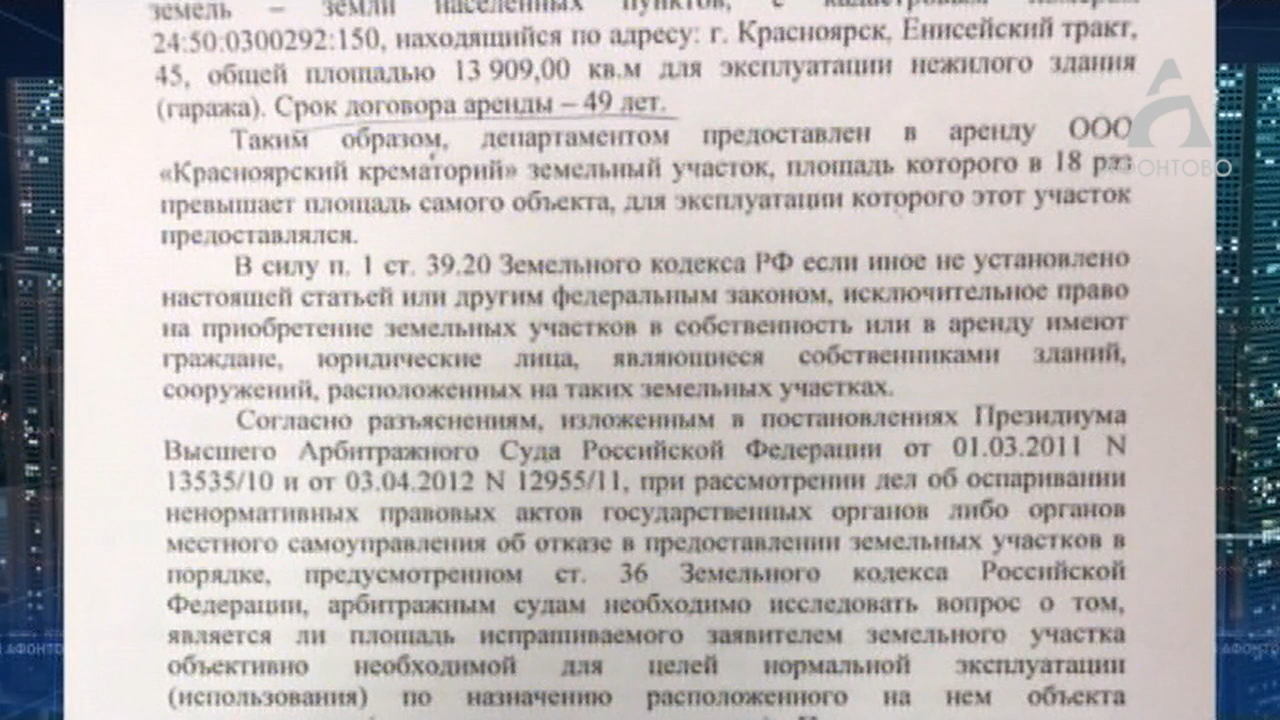 земель – земли населенных пунктов, с кадастровым номером
24:50:0300292:150, находящийся по адресу: г. Красноярск, Енисейский тракт,
45, общей площадью 13 909,00 кв.м для эксплуатации нежилого здания
(гаража). Срок договора аренды – 49 лет.
Таким образом, департаментом предоставлен в аренду ООО
«Красноярский крематорий» земельный участок, площадь которого в 18 раз
превышает площадь самого объекта, для эксплуатации которого этот участок
предоставлялся.
В силу п. 1 ст. 39.20 Земельного кодекса РФ если иное не установлено
настоящей статьей или другим федеральным законом, исключительное право
на приобретение земельных участков в собственность или в аренду имеют
граждане, юридические лица, являющиеся собственниками зданий,
сооружений, расположенных на таких земельных участках.
Согласно разъяснениям, изложенным в постановлениях Президиума
Высшего Арбитражного Суда Российской Федерации от 01.03.2011 N
13535/10 и от 03.04.2012 N 12955/11, при рассмотрении дел об оспаривании
ненормативных правовых актов государственных органов либо органов
местного самоуправления об отказе в предоставлении земельных участков в
порядке, предусмотренном ст. 36 Земельного кодекса Российской
Федерации, арбитражным судам необходимо исследовать вопрос о том,
является ли площадь испрашиваемого заявителем земельного участка
объективно необходимой для целей нормальной эксплуатации
(использования) по назначению расположенного на нем объекта
АФОНТОВО